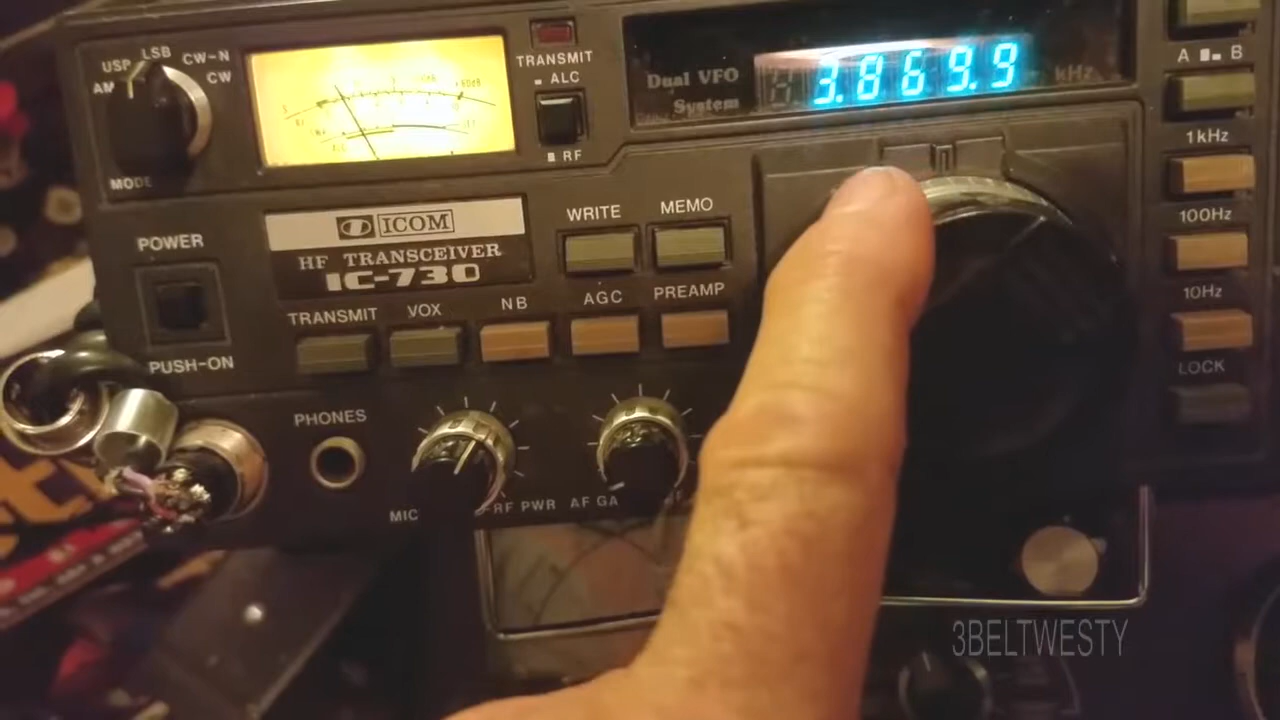 USP LSB CW-N
AM CW
MODE
TRANSMIT
ALC
RF
Dual VFO
System
3.869.9 kHz
A B
1kHz
100Hz
10Hz
LOCK
POWER
PUSH-ON
ICOM
HF TRANSCEIVER
IC-730
WRITE MEMO
TRANSMIT VOX NB AGC PREAMP
PHONES
MIC RF PWR AF GA
3BELTWESTY